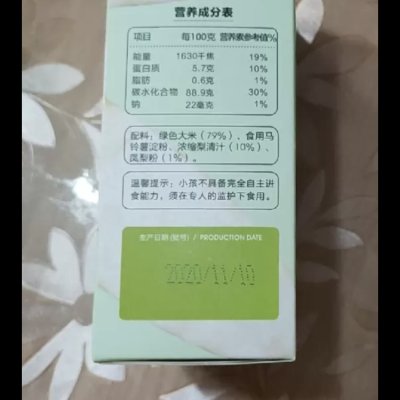 营养成分表
项目 每100克 营养素参考值%
能量 1630千焦 19%
蛋白质 5.7克 10%
脂肪 0.6克 1%
碳水化合物 88.9克 30%
钠 22毫克 1%
配料：绿色大米（79%）、食用马
铃薯淀粉、浓缩梨清汁（10%）、
凤梨粉（1%）。
温馨提示：小孩不具备完全自主进
食能力，须在专人的监护下食用。
生产日期(批号) / PRODUCTION DATE
2020/11/10